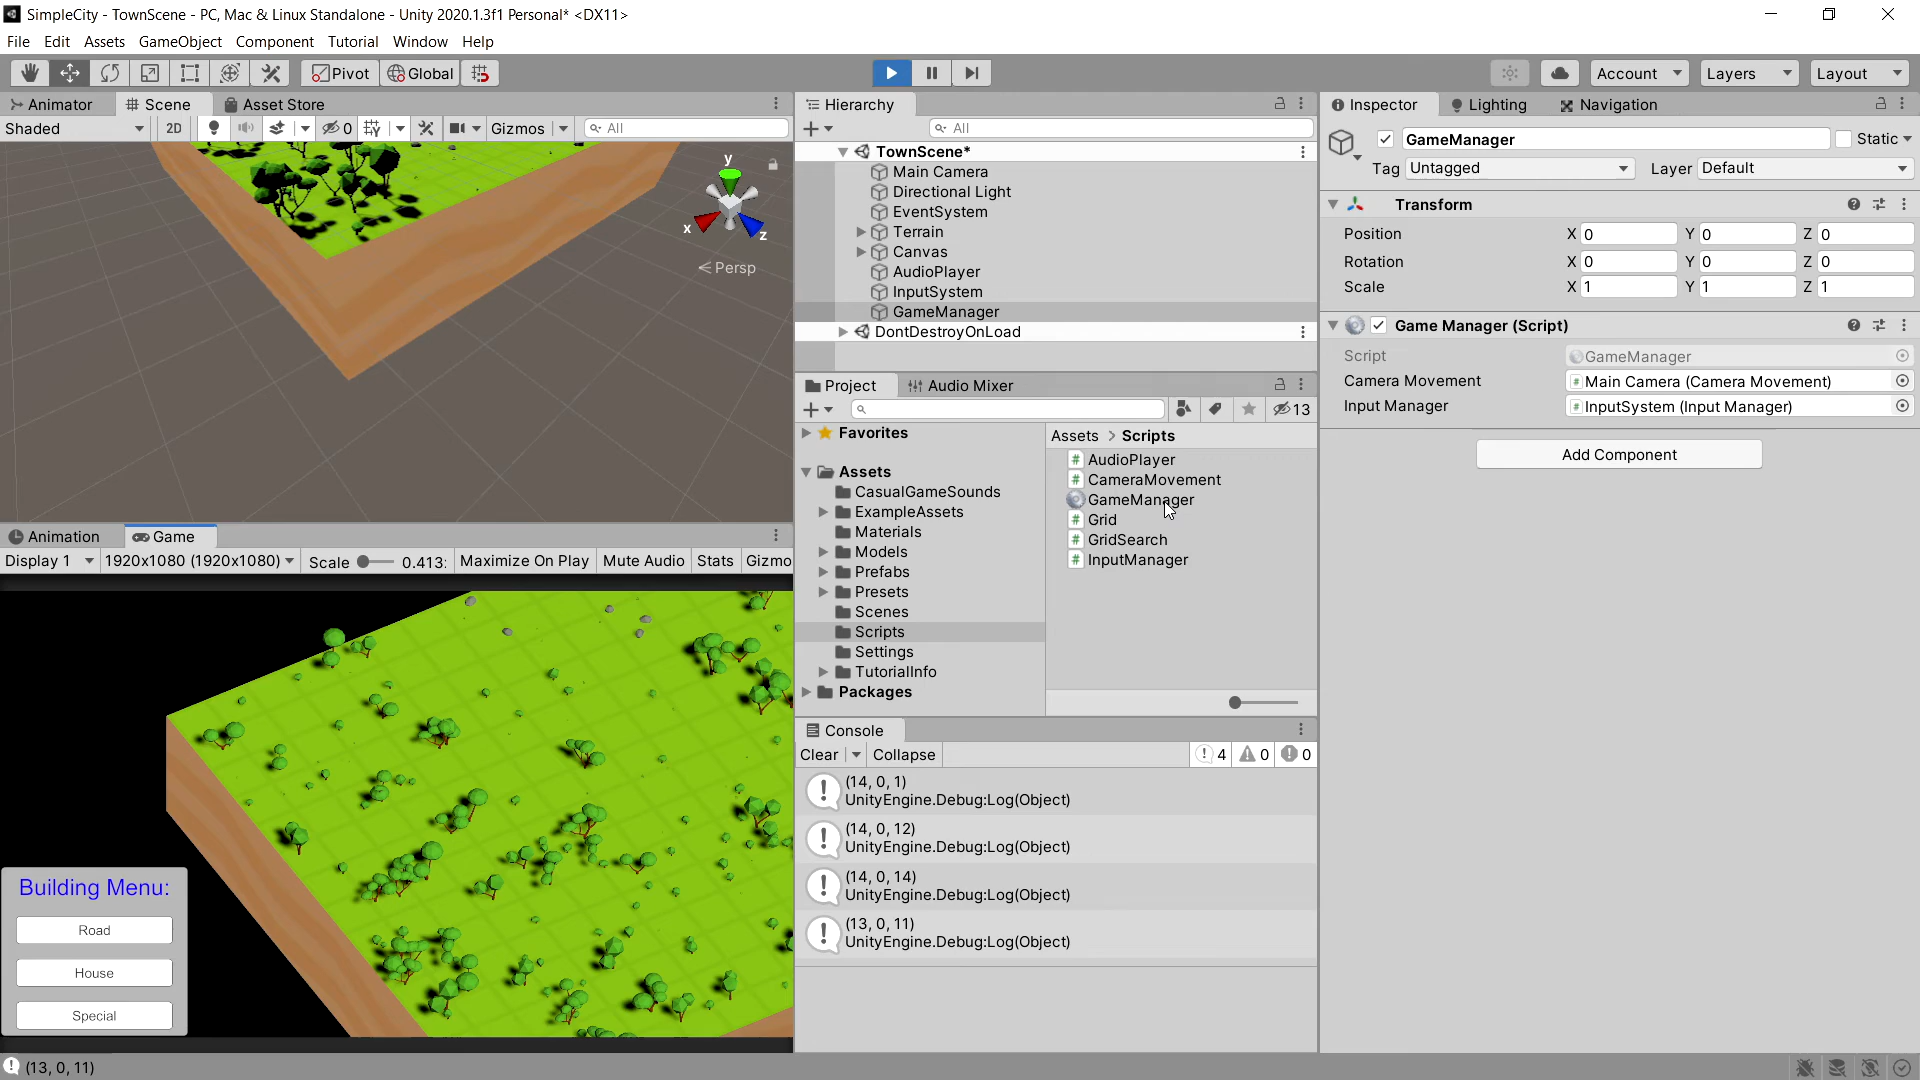 SimpleCity - TownScene - PC, Mac & Linux Standalone - Unity 2020.1.3f1 Personal* <DX11>
File Edit Assets GameObject Component Tutorial Window Help
Pivot Global Account Layers Layout
Animator Scene Asset Store
Shaded 2D 0 Gizmos All
y
x
z
Persp
Hierarchy
All
TownScene*
Main Camera
Directional Light
EventSystem
Terrain
Canvas
AudioPlayer
InputSystem
GameManager
DontDestroyOnLoad
Project Audio Mixer
13
Favorites
Assets
CasualGameSounds
ExampleAssets
Materials
Models
Prefabs
Presets
Scenes
Scripts
Settings
TutorialInfo
Packages
Assets > Scripts
AudioPlayer
CameraMovement
GameManager
Grid
GridSearch
InputManager
Console
Clear Collapse 4 0 0
(14, 0, 1)
UnityEngine.Debug:Log(Object)
(14, 0, 12)
UnityEngine.Debug:Log(Object)
(14, 0, 14)
UnityEngine.Debug:Log(Object)
(13, 0, 11)
UnityEngine.Debug:Log(Object)
Inspector Lighting Navigation
GameManager Static
Tag Untagged Layer Default
Transform
Position X 0 Y 0 Z 0
Rotation X 0 Y 0 Z 0
Scale X 1 Y 1 Z 1
Game Manager (Script)
Script GameManager
Camera Movement Main Camera (Camera Movement)
Input Manager InputSystem (Input Manager)
Add Component
Animation Game
Display 1 1920x1080 (1920x1080) Scale 0.413: Maximize On Play Mute Audio Stats Gizmo
Building Menu:
Road
House
Special
(13, 0, 11)